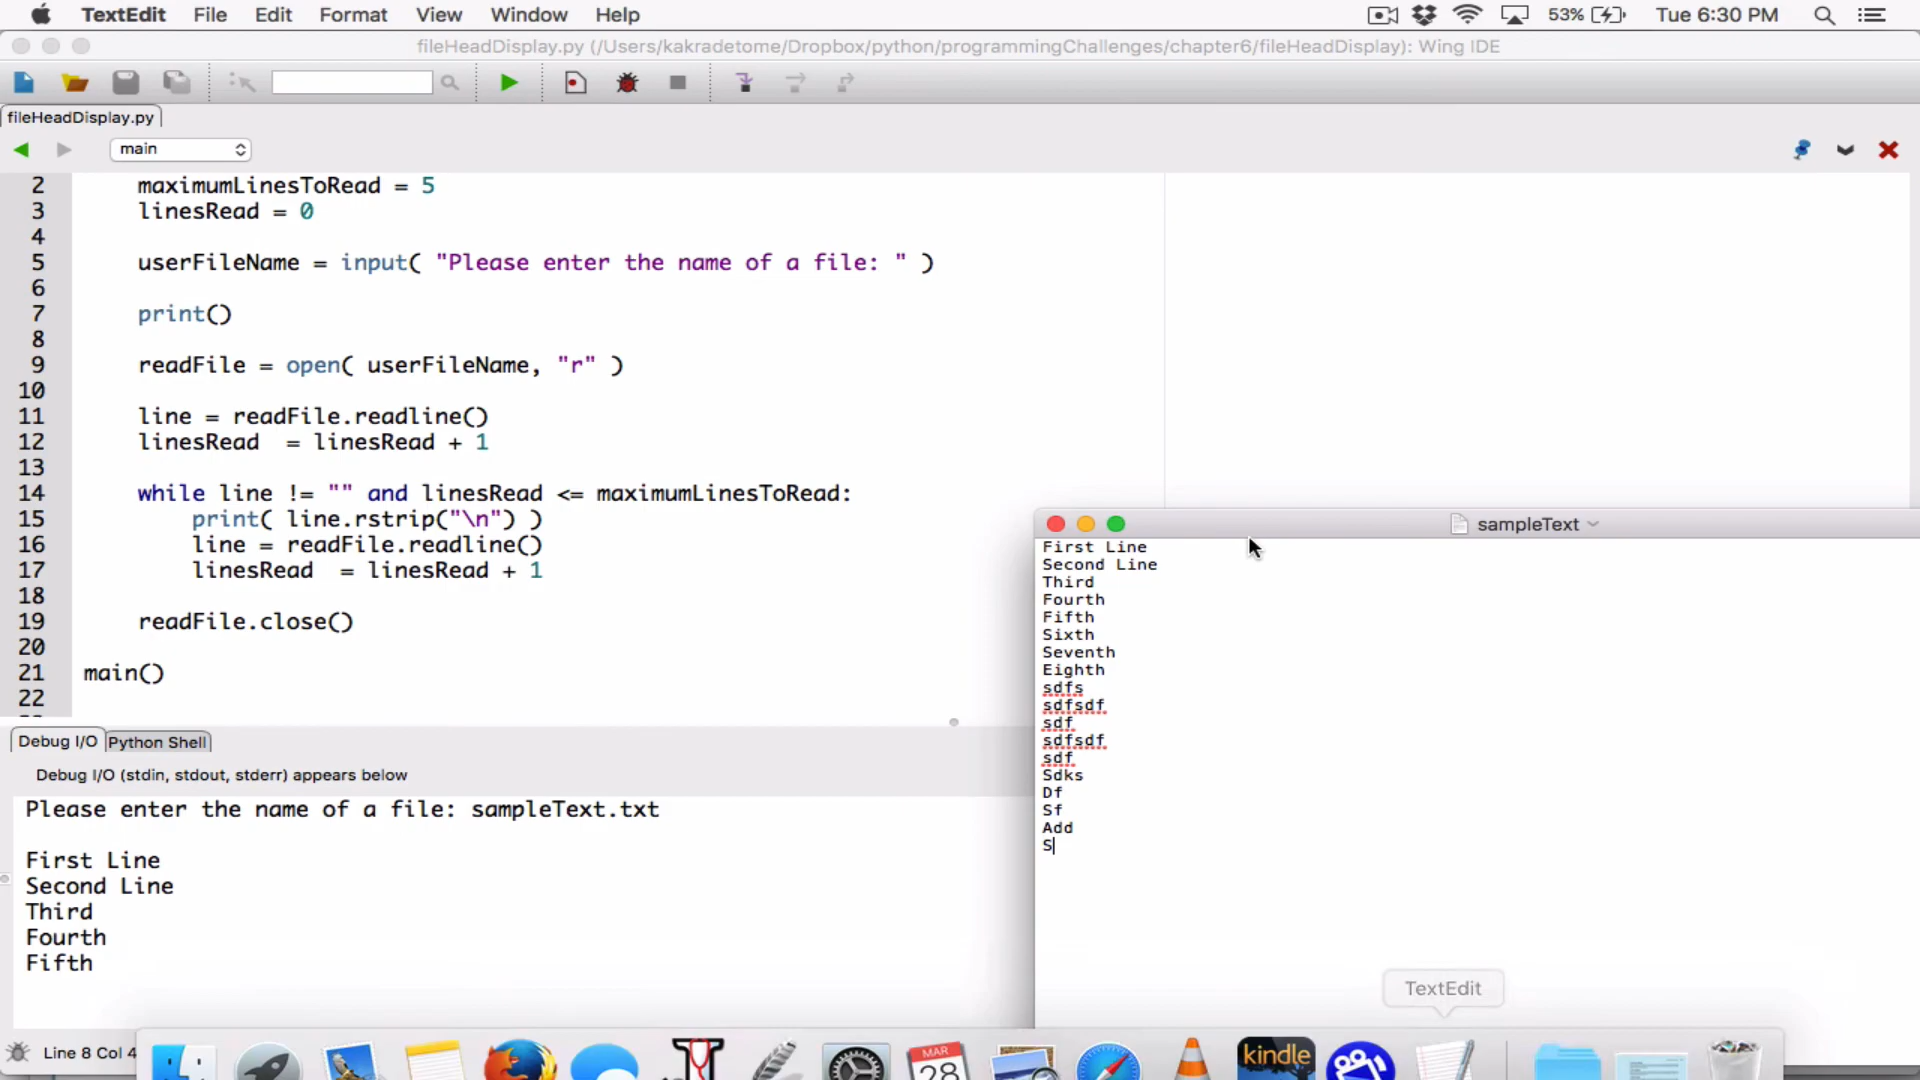 TextEdit File Edit Format View Window Help 53% Tue 6:30 PM
fileHeadDisplay.py (/Users/kakradetome/Dropbox/python/programmingChallenges/chapter6/fileHeadDisplay): Wing IDE
fileHeadDisplay.py
main
2 maximumLinesToRead = 5
3 linesRead = 0
4
5 userFileName = input( "Please enter the name of a file: " )
6
7 print()
8
9 readFile = open( userFileName, "r" )
10
11 line = readFile.readline()
12 linesRead  = linesRead + 1
13
14 while line != "" and linesRead <= maximumLinesToRead:
15 print( line.rstrip("\n") )
16 line = readFile.readline()
17 linesRead  = linesRead + 1
18
19 readFile.close()
20
21 main()
22
Debug I/O Python Shell
Debug I/O (stdin, stdout, stderr) appears below
Please enter the name of a file: sampleText.txt
First Line
Second Line
Third
Fourth
Fifth
Line 8 Col 4
sampleText
First Line
Second Line
Third
Fourth
Fifth
Sixth
Seventh
Eighth
sdfs
sdfsdf
sdf
sdfsdf
sdf
Sdks
Df
Sf
Add
S
TextEdit
MAR
28
kindle